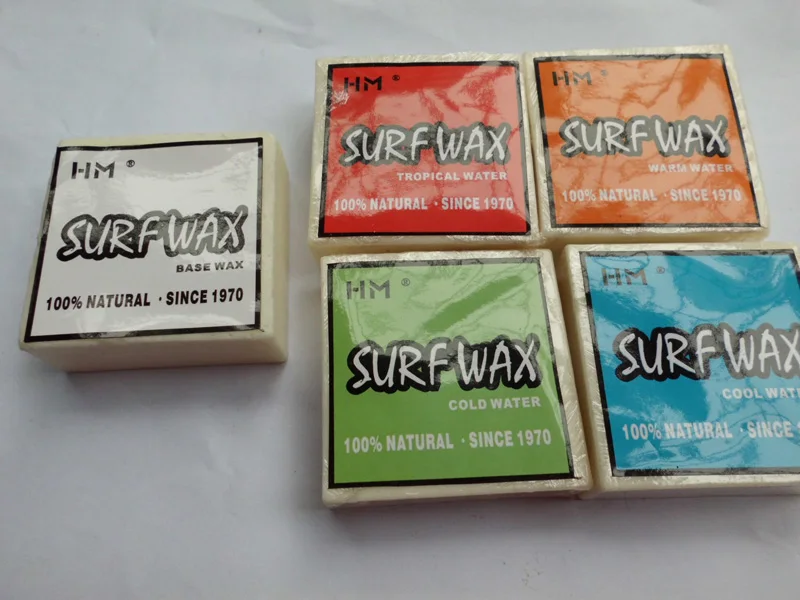 HM ®
SURF WAX
BASE WAX
100% NATURAL · SINCE 1970
HM ®
SURF WAX
TROPICAL WATER
100% NATURAL · SINCE 1970
HM ®
SURF WAX
WARM WATER
100% NATURAL · SINCE 1970
HM ®
SURF WAX
COLD WATER
100% NATURAL · SINCE 1970
HM ®
SURF WAX
COOL
100% NATURAL · SINCE